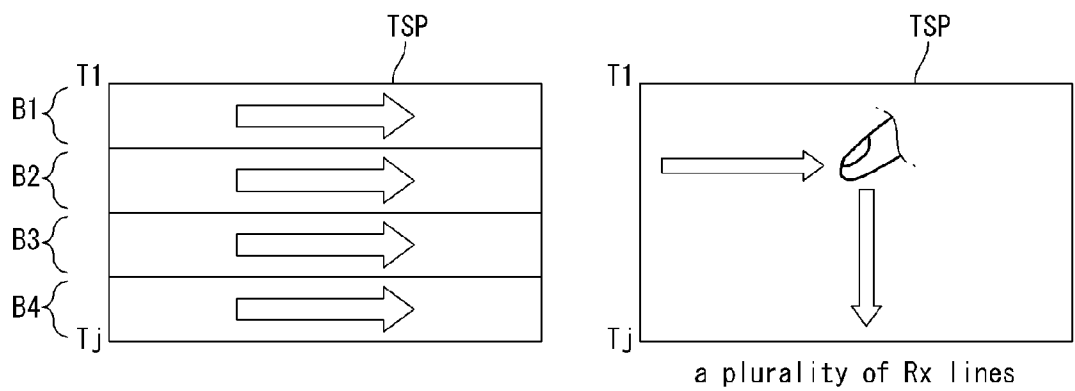 TSP
T1
B1
B2
B3
B4
Tj
TSP
T1
Tj
a plurality of Rx lines